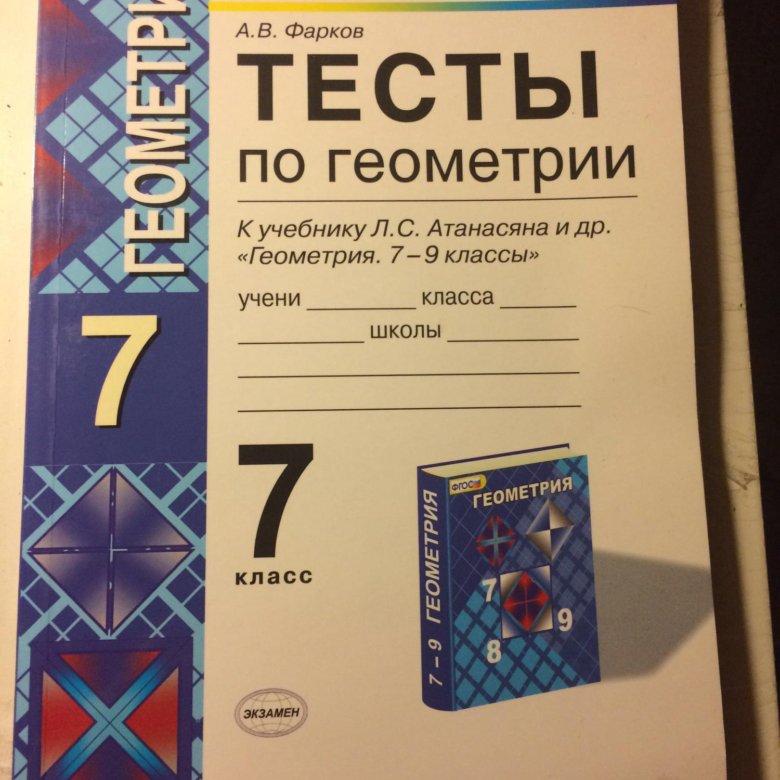 ГЕОМЕТРИ
7
А.В. Фарков
ТЕСТЫ
по геометрии
К учебнику Л.С. Атанасяна и др.
«Геометрия. 7–9 классы»
учени ________ класса ______
__________ школы __________
7
класс
ФГОС
ГЕОМЕТРИЯ
7 – 9 ГЕОМЕТРИЯ
7
8
9
ЭКЗАМЕН